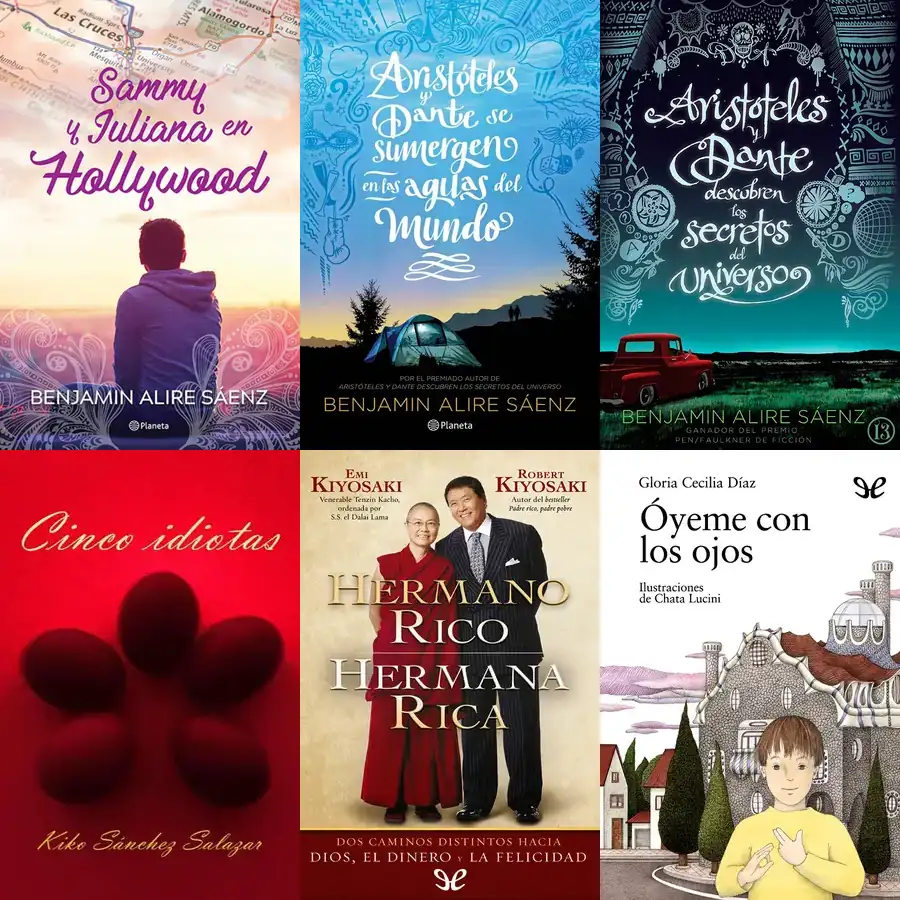 Las Cruces
Alamogordo
Sammy
y Juliana en
Hollywood
BENJAMIN ALIRE SÁENZ
Planeta
Aristóteles
y
Dante se
sumergen
en las aguas del
Mundo
POR EL PREMIADO AUTOR DE
ARISTÓTELES Y DANTE DESCUBREN LOS SECRETOS DEL UNIVERSO
BENJAMIN ALIRE SÁENZ
Planeta
Aristóteles
y
Dante
descubren
los
secretos
del
universo
BENJAMIN ALIRE SÁENZ
GANADOR DEL PREMIO
PEN/FAULKNER DE FICCIÓN
13
Cinco idiotas
Kiko Sánchez Salazar
EMI
KIYOSAKI
Venerable Tenzin Kacho,
ordenada por
S.S. el Dalai Lama
ROBERT
KIYOSAKI
Autor del bestseller
Padre rico, padre pobre
HERMANO
RICO
HERMANA
RICA
DOS CAMINOS DISTINTOS HACIA
DIOS, EL DINERO Y LA FELICIDAD
Gloria Cecilia Díaz
Óyeme con
los ojos
Ilustraciones
de Chata Lucini